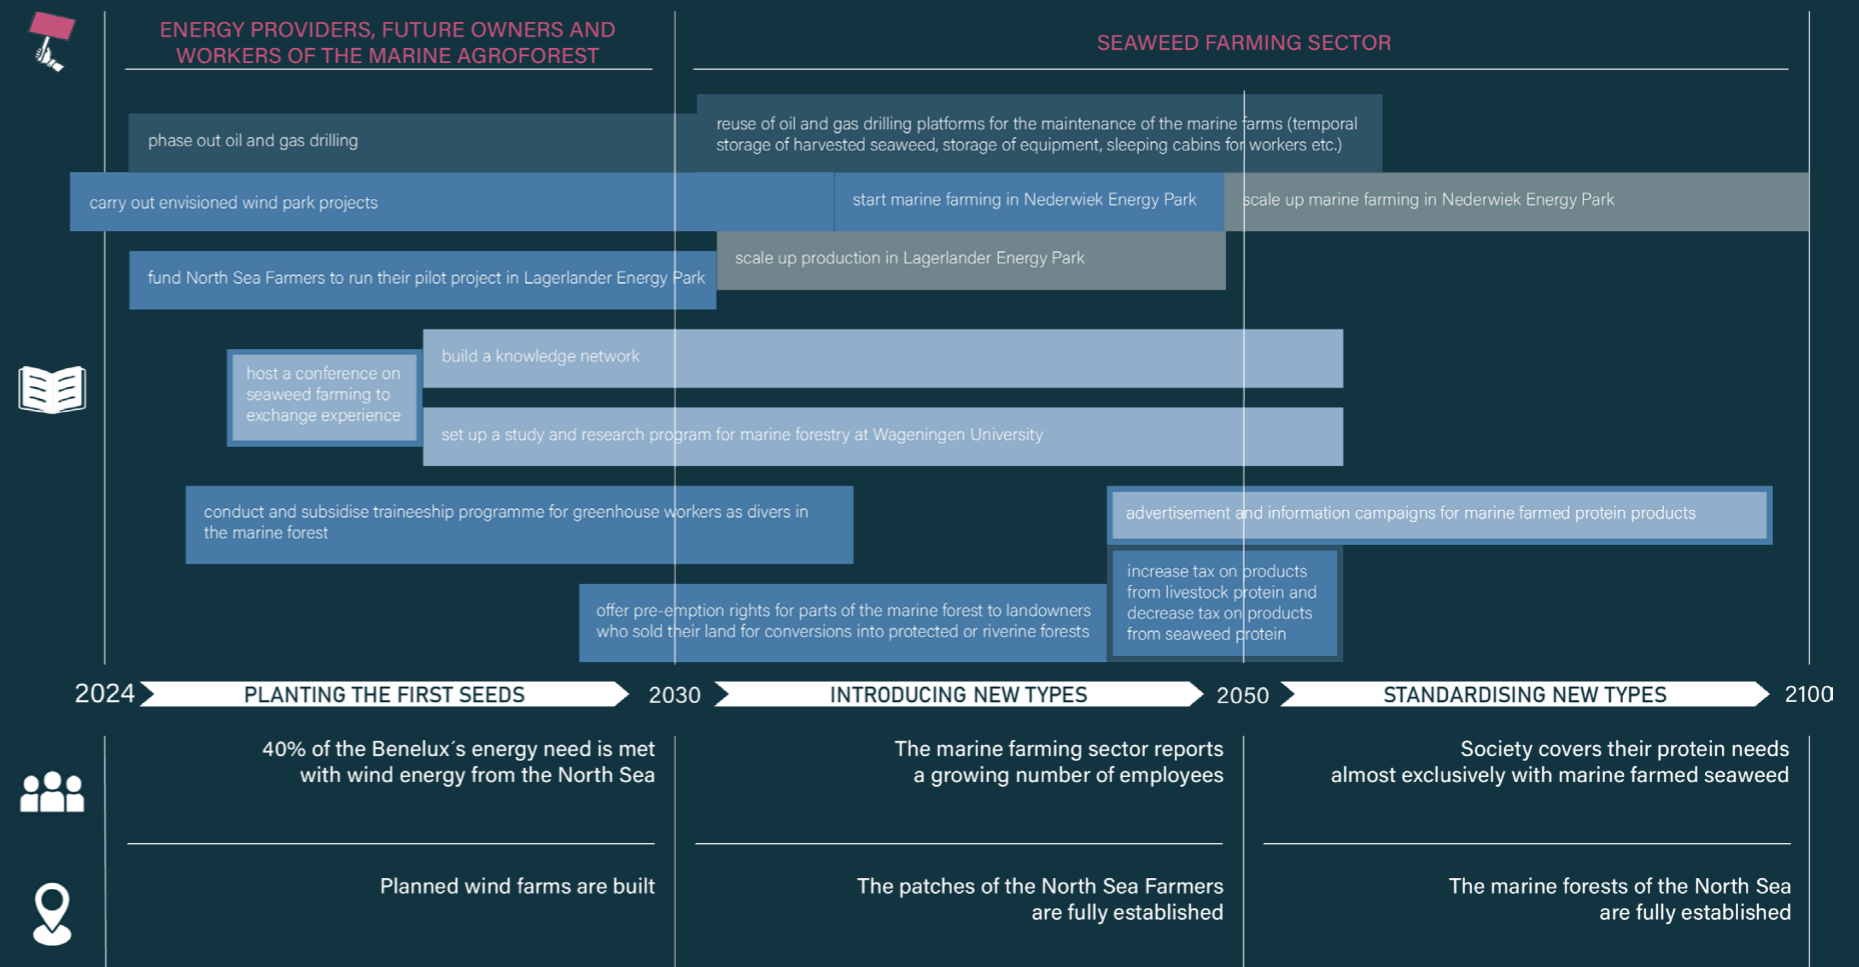 ENERGY PROVIDERS, FUTURE OWNERS AND
WORKERS OF THE MARINE AGROFOREST
SEAWEED FARMING SECTOR
phase out oil and gas drilling
reuse of oil and gas drilling platforms for the maintenance of the marine farms (temporal
storage of harvested seaweed, storage of equipment, sleeping cabins for workers etc.)
carry out envisioned wind park projects
start marine farming in Nederwiek Energy Park
scale up marine farming in Nederwiek Energy Park
fund North Sea Farmers to run their pilot project in Lagerlander Energy Park
scale up production in Lagerlander Energy Park
host a conference on
seaweed farming to
exchange experience
build a knowledge network
set up a study and research program for marine forestry at Wageningen University
conduct and subsidise traineeship programme for greenhouse workers as divers in
the marine forest
advertisement and information campaigns for marine farmed protein products
offer pre-emption rights for parts of the marine forest to landowners
who sold their land for conversions into protected or riverine forests
increase tax on products
from livestock protein and
decrease tax on products
from seaweed protein
2024
PLANTING THE FIRST SEEDS
2030
INTRODUCING NEW TYPES
2050
STANDARDISING NEW TYPES
2100
40% of the Benelux´s energy need is met
with wind energy from the North Sea
The marine farming sector reports
a growing number of employees
Society covers their protein needs
almost exclusively with marine farmed seaweed
Planned wind farms are built
The patches of the North Sea Farmers
are fully established
The marine forests of the North Sea
are fully established